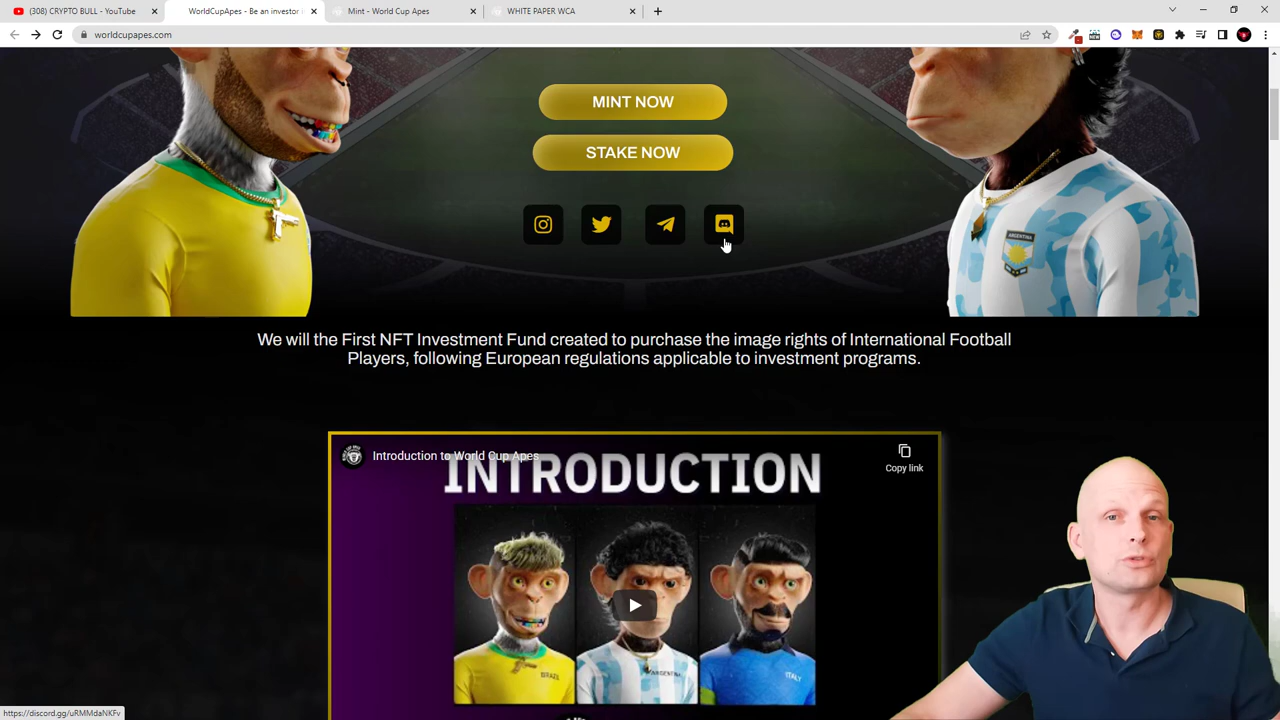 (308) CRYPTO BULL - YouTube
WorldCupApes - Be an investor i
Mint - World Cup Apes
WHITE PAPER WCA
worldcupapes.com
MINT NOW
STAKE NOW
ARGENTINA
We will the First NFT Investment Fund created to purchase the image rights of International Football
Players, following European regulations applicable to investment programs.
Introduction to World Cup Apes
Copy link
INTRODUCTION
BRAZIL
ARGENTINA
ITALY
https://discord.gg/uRMMdaNKFv